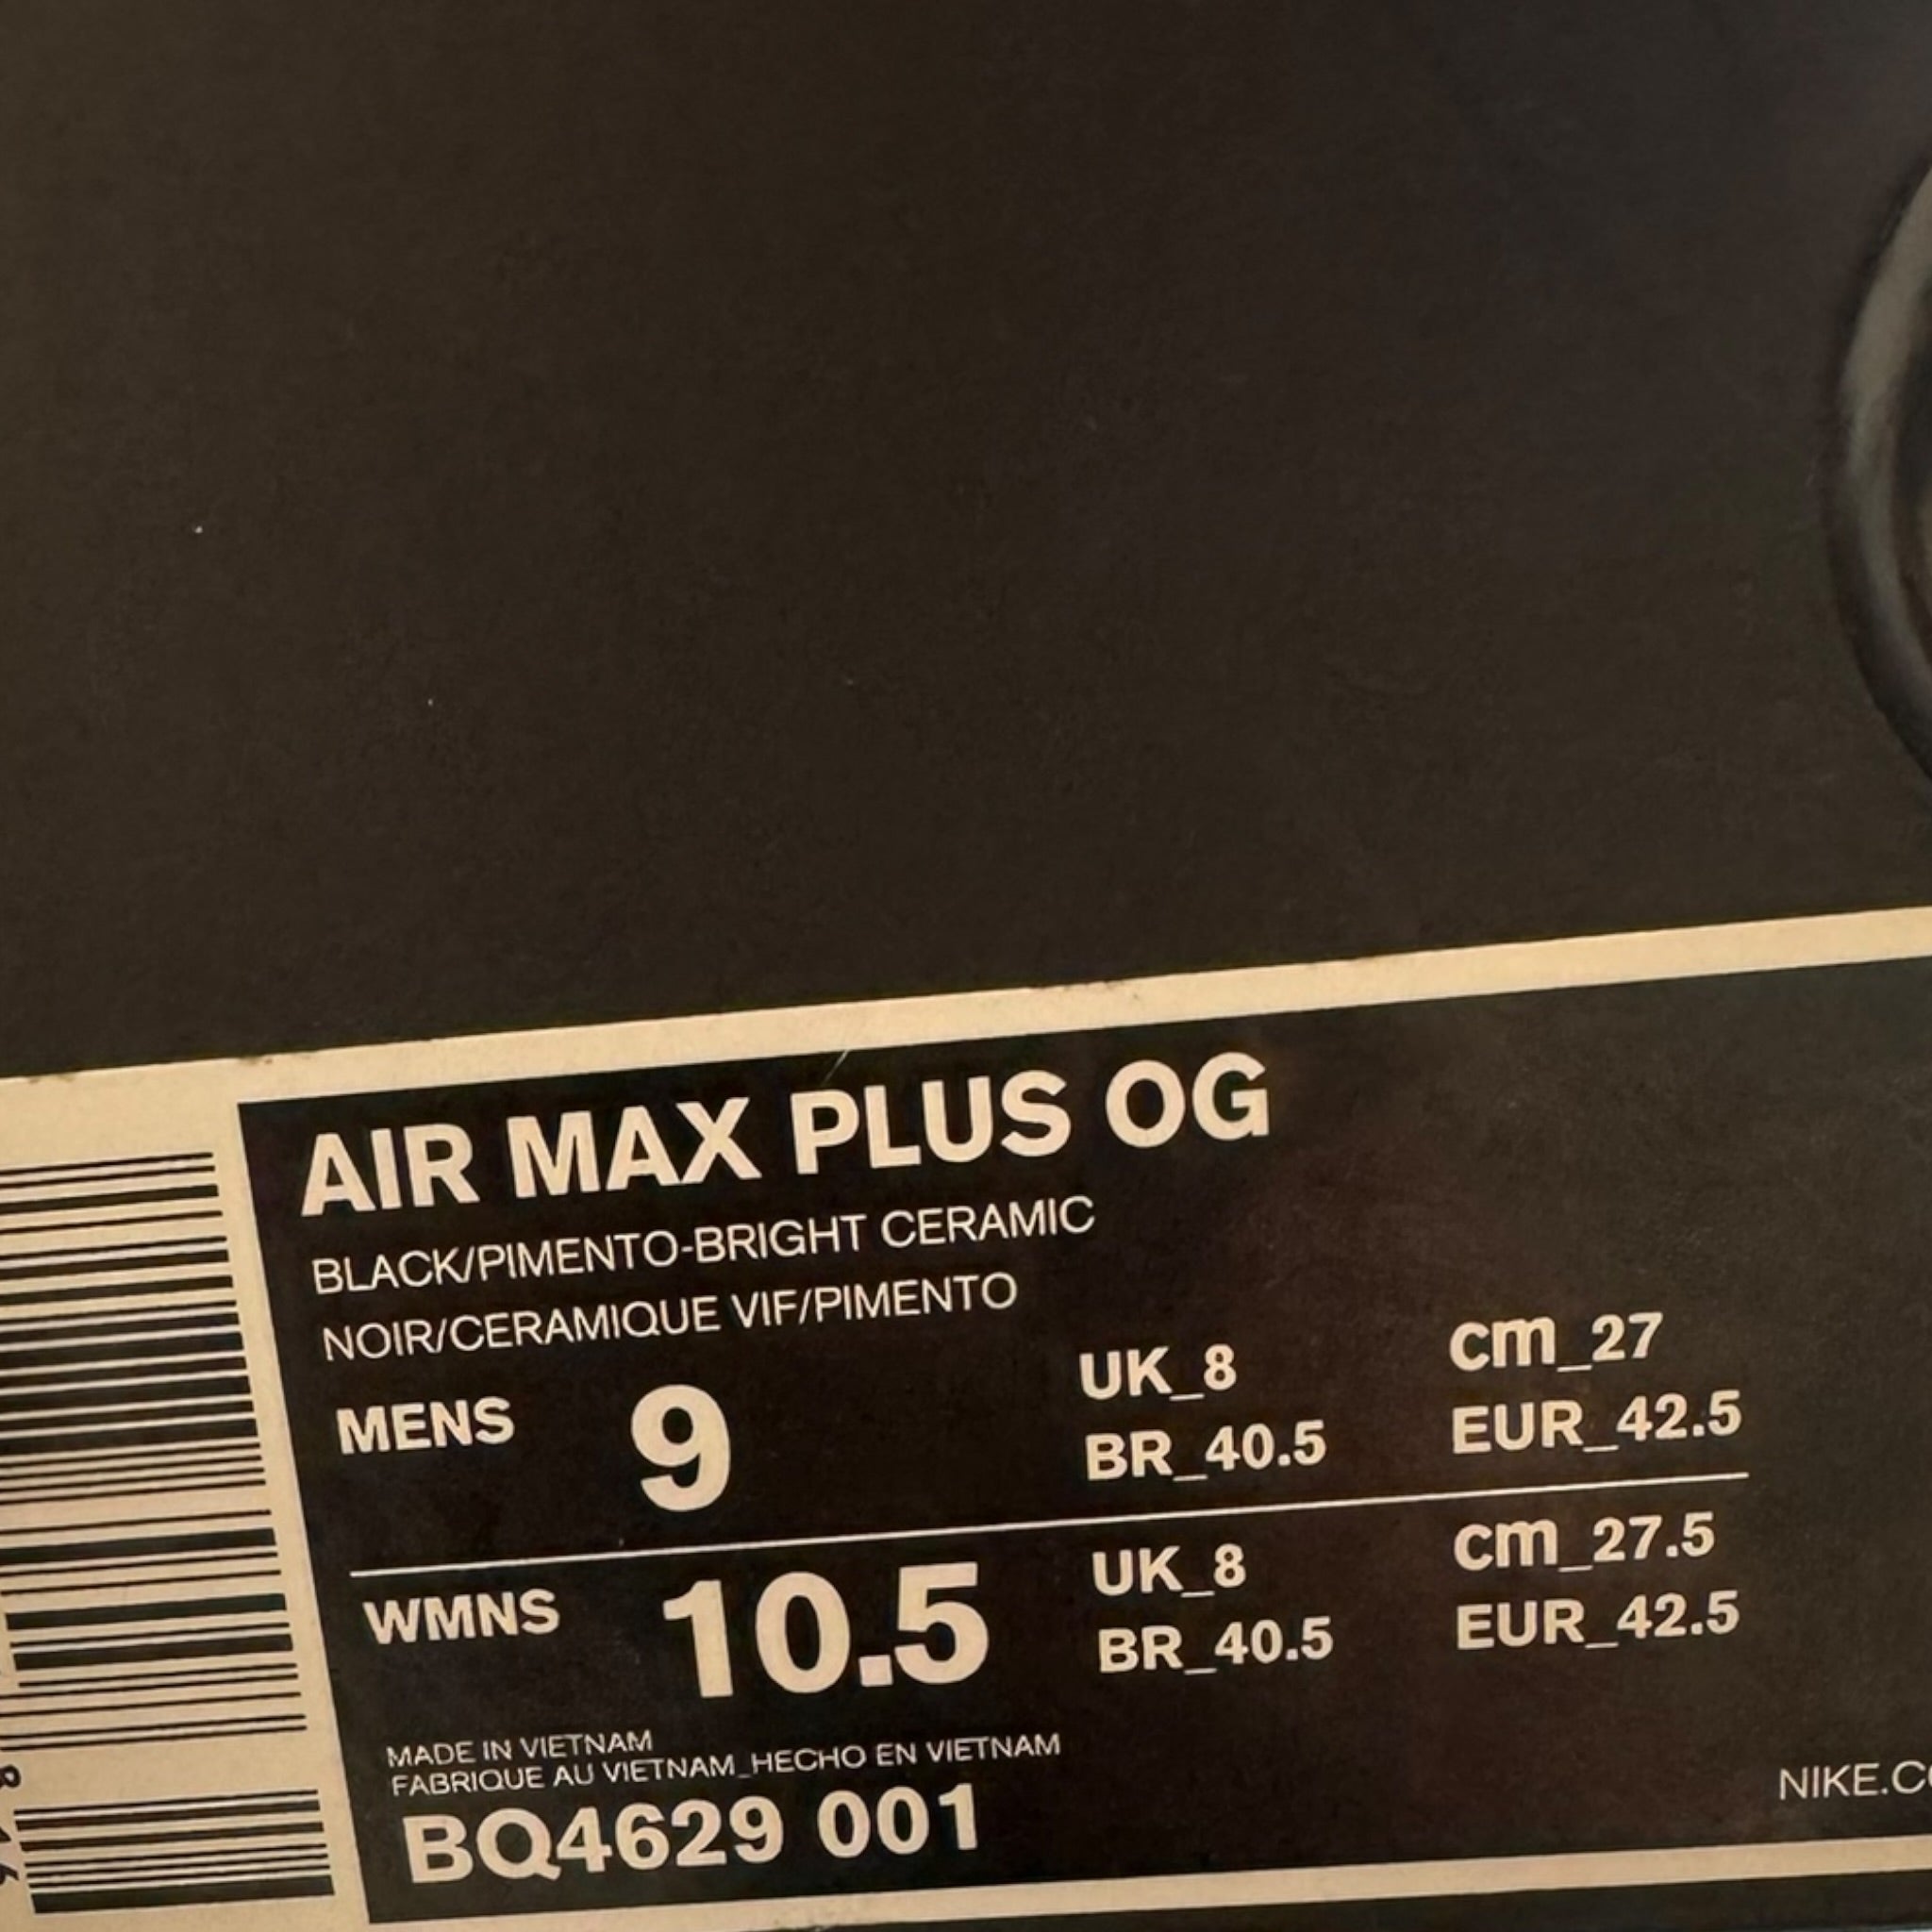 AIR MAX PLUS OG
BLACK/PIMENTO-BRIGHT CERAMIC
NOIR/CERAMIQUE VIF/PIMENTO
MENS 9 UK_8 cm_27
BR_40.5 EUR_42.5
WMNS 10.5 UK_8 cm_27.5
BR_40.5 EUR_42.5
MADE IN VIETNAM
FABRIQUE AU VIETNAM_HECHO EN VIETNAM
BQ4629 001